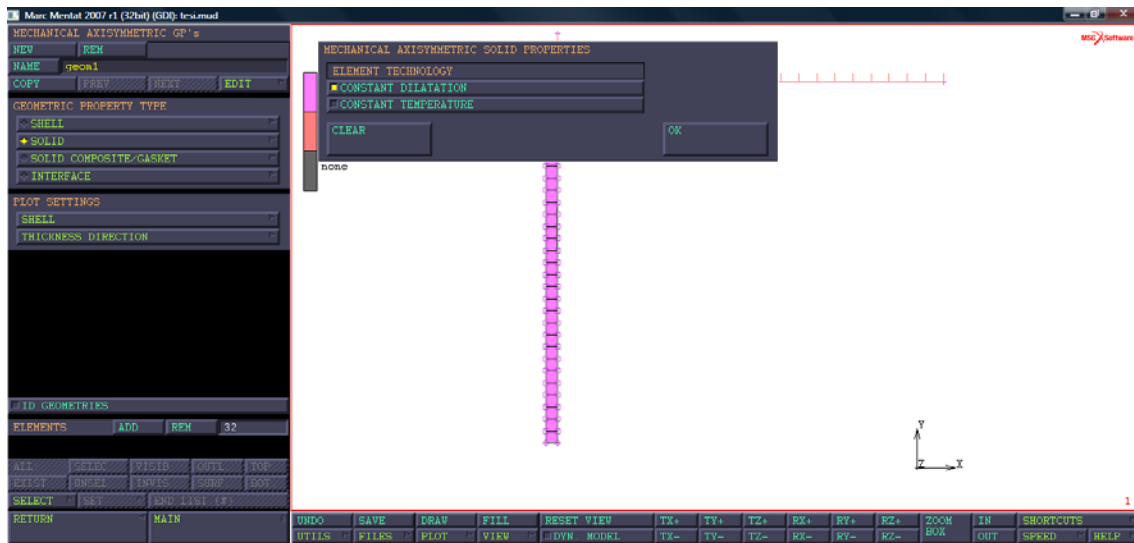 Marc Mentat 2007 r1 (32bit) (GDI): tesi.mud
MECHANICAL AXISYMMETRIC GP's
NEW REM
NAME geom1
COPY PREV NEXT EDIT
GEOMETRIC PROPERTY TYPE
SHELL
SOLID
SOLID COMPOSITE/GASKET
INTERFACE
PLOT SETTINGS
SHELL
THICKNESS DIRECTION
ID GEOMETRIES
ELEMENTS ADD REM 32
ALL SELEC VISIB OUTL TOP
EXIST UNSEL INVIS SURF BOT
SELECT SET END LIST (#)
RETURN MAIN
MECHANICAL AXISYMMETRIC SOLID PROPERTIES
ELEMENT TECHNOLOGY
CONSTANT DILATATION
CONSTANT TEMPERATURE
CLEAR OK
none
MSC Software
Y
Z X
1
UNDO SAVE DRAW FILL RESET VIEW TX+ TY+ TZ+ RX+ RY+ RZ+ ZOOM BOX IN SHORTCUTS
UTILS FILES PLOT VIEW DYN. MODEL TX- TY- TZ- RX- RY- RZ- OUT SPEED HELP